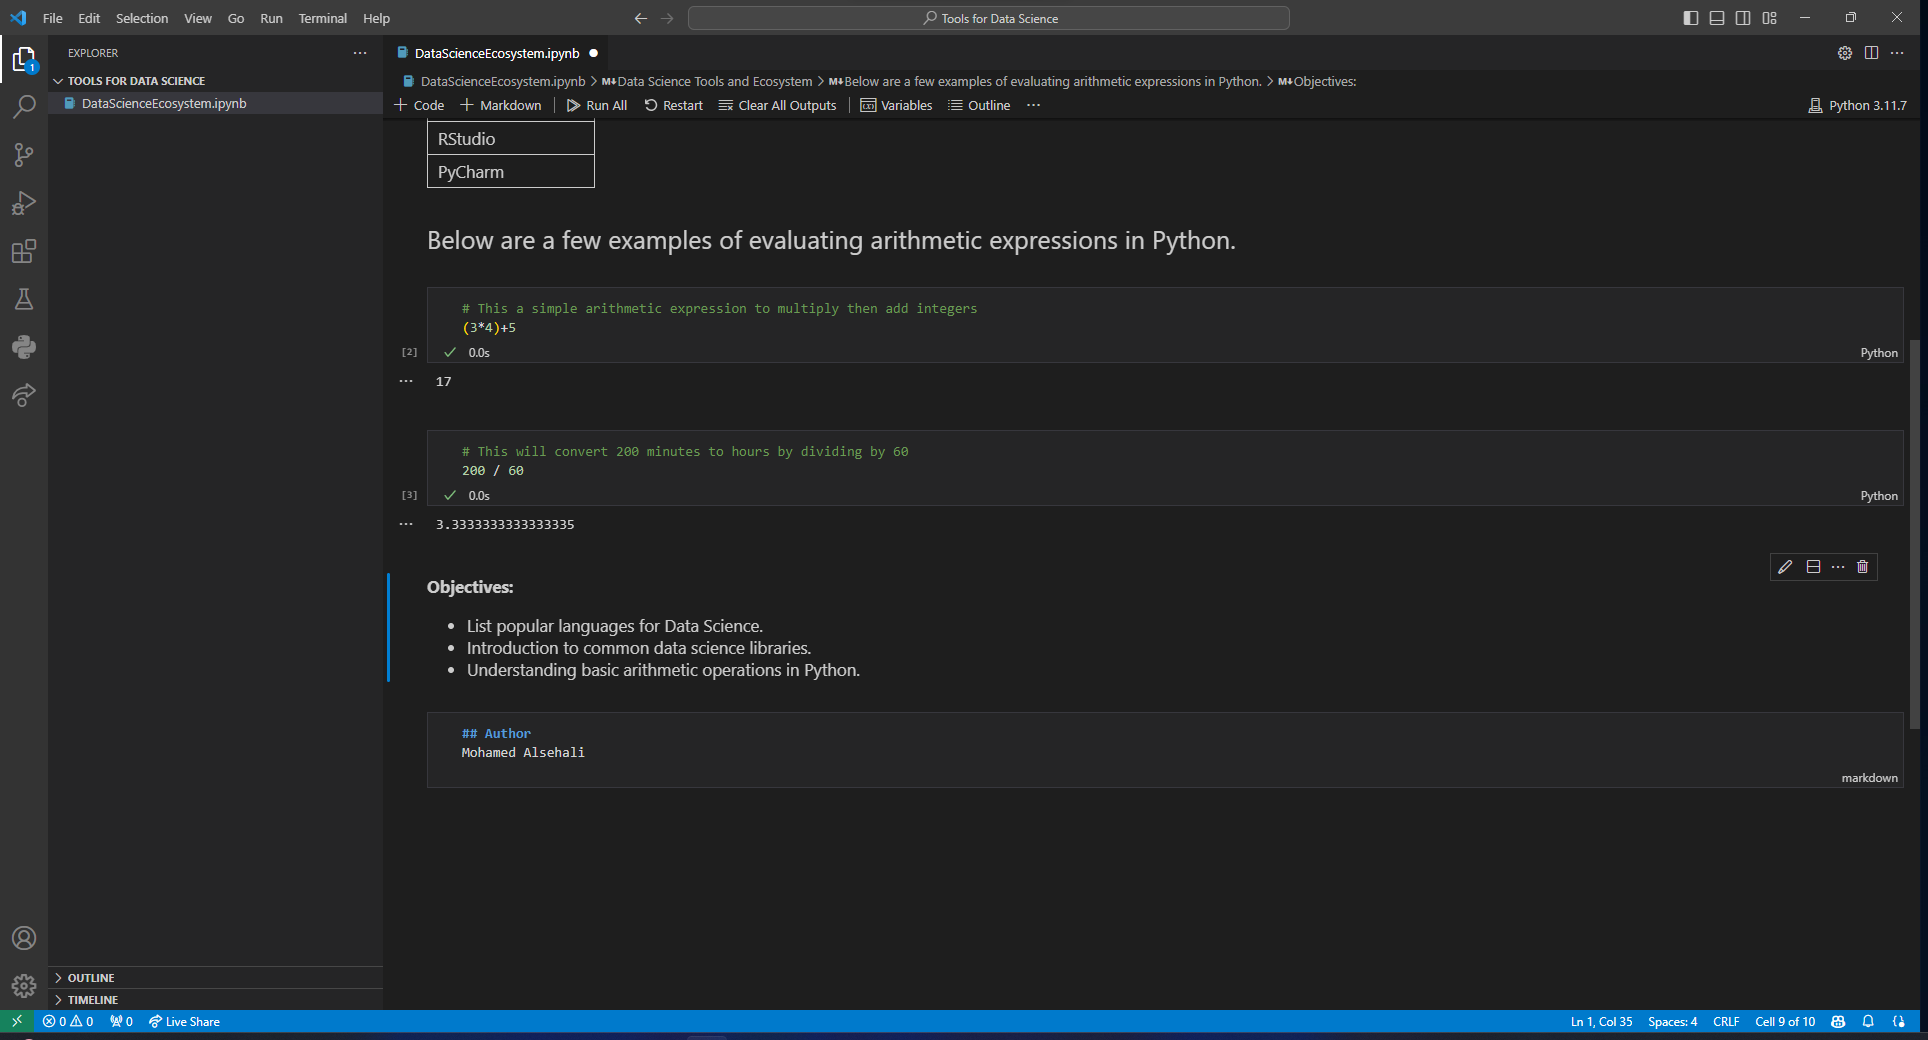 File Edit Selection View Go Run Terminal Help
Tools for Data Science
EXPLORER
TOOLS FOR DATA SCIENCE
DataScienceEcosystem.ipynb
1
DataScienceEcosystem.ipynb
DataScienceEcosystem.ipynb > M↓Data Science Tools and Ecosystem > M↓Below are a few examples of evaluating arithmetic expressions in Python. > M↓Objectives:
Code Markdown Run All Restart Clear All Outputs Variables Outline ... Python 3.11.7
RStudio
PyCharm
Below are a few examples of evaluating arithmetic expressions in Python.
# This a simple arithmetic expression to multiply then add integers
(3*4)+5
[2] 0.0s Python
17
# This will convert 200 minutes to hours by dividing by 60
200 / 60
[3] 0.0s Python
3.3333333333333335
Objectives:
• List popular languages for Data Science.
• Introduction to common data science libraries.
• Understanding basic arithmetic operations in Python.
## Author
Mohamed Alsehali
markdown
OUTLINE
TIMELINE
0 0 0 Live Share Ln 1, Col 35 Spaces: 4 CRLF Cell 9 of 10